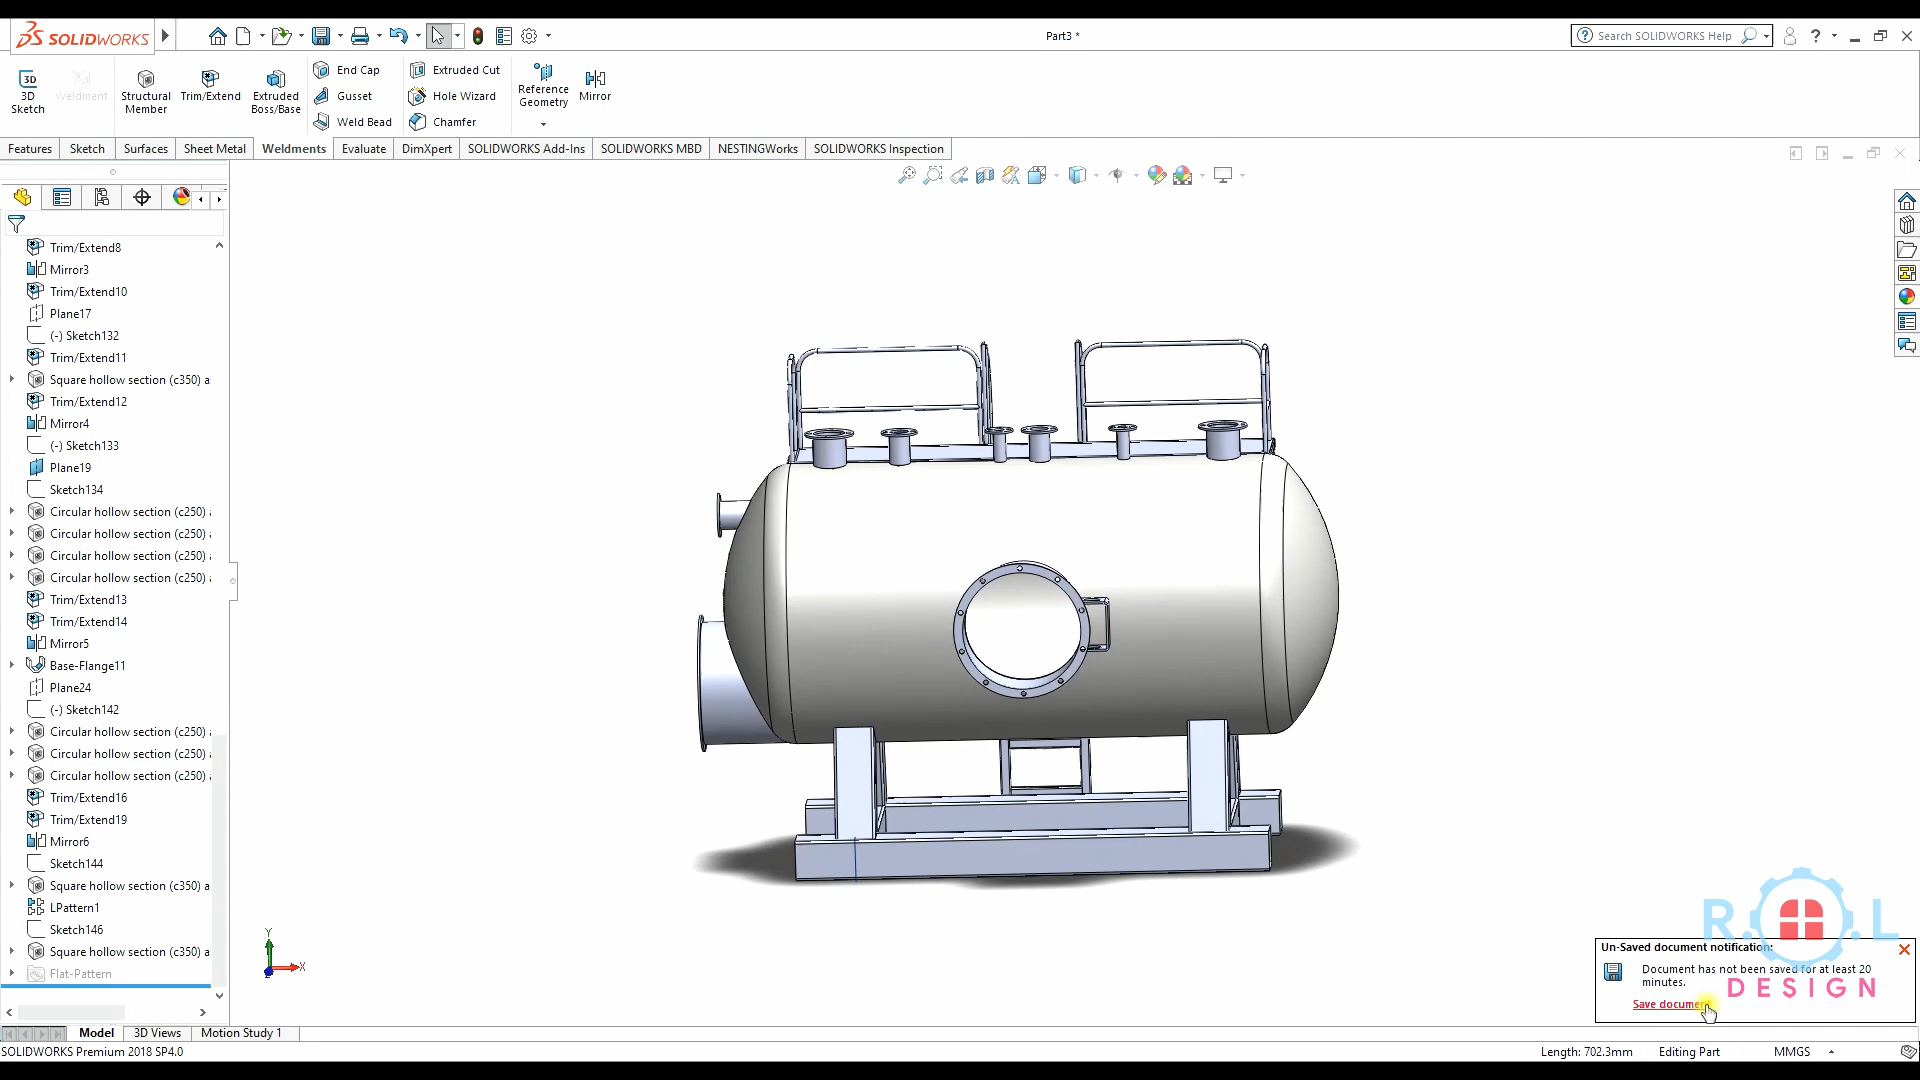 SOLIDWORKS
Part3 *
Search SOLIDWORKS Help
3D
Sketch
Weldment
Structural
Member
Trim/Extend
Extruded
Boss/Base
End Cap
Gusset
Weld Bead
Extruded Cut
Hole Wizard
Chamfer
Reference
Geometry
Mirror
Features
Sketch
Surfaces
Sheet Metal
Weldments
Evaluate
DimXpert
SOLIDWORKS Add-Ins
SOLIDWORKS MBD
NESTINGWorks
SOLIDWORKS Inspection
Trim/Extend8
Mirror3
Trim/Extend10
Plane17
(-) Sketch132
Trim/Extend11
Square hollow section (c350) a
Trim/Extend12
Mirror4
(-) Sketch133
Plane19
Sketch134
Circular hollow section (c250)
Circular hollow section (c250)
Circular hollow section (c250)
Circular hollow section (c250)
Trim/Extend13
Trim/Extend14
Mirror5
Base-Flange11
Plane24
(-) Sketch142
Circular hollow section (c250)
Circular hollow section (c250)
Circular hollow section (c250)
Trim/Extend16
Trim/Extend19
Mirror6
Sketch144
Square hollow section (c350) a
LPattern1
Sketch146
Square hollow section (c350) a
Flat-Pattern
Y
X
R. .L
DESIGN
Un-Saved document notification:
Document has not been saved for at least 20
minutes.
Save document
Model
3D Views
Motion Study 1
SOLIDWORKS Premium 2018 SP4.0
Length: 702.3mm
Editing Part
MMGS